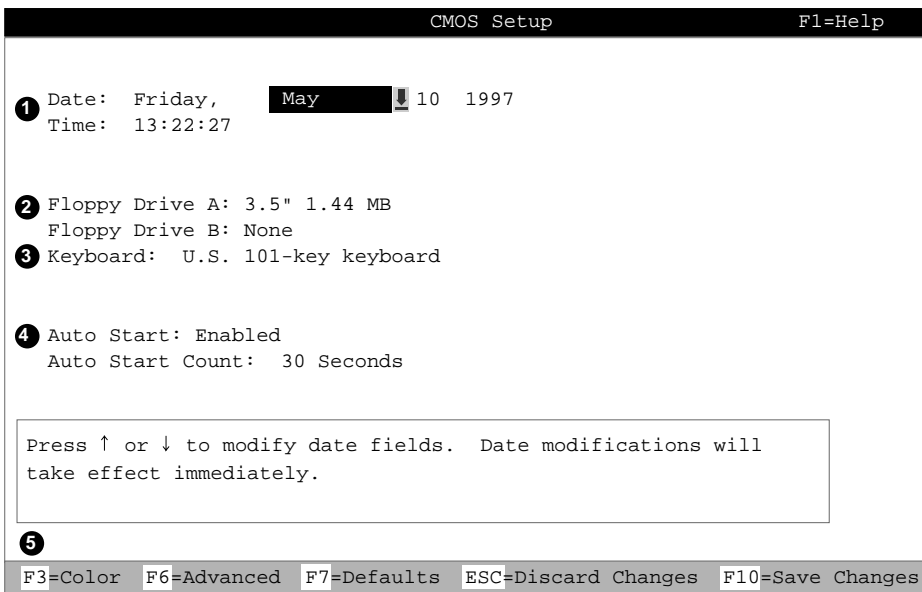 CMOS Setup F1=Help
1 Date: Friday, May 10 1997
Time: 13:22:27
2 Floppy Drive A: 3.5" 1.44 MB
Floppy Drive B: None
3 Keyboard: U.S. 101-key keyboard
4 Auto Start: Enabled
Auto Start Count: 30 Seconds
Press ↑ or ↓ to modify date fields. Date modifications will
take effect immediately.
5
F3=Color F6=Advanced F7=Defaults ESC=Discard Changes F10=Save Changes